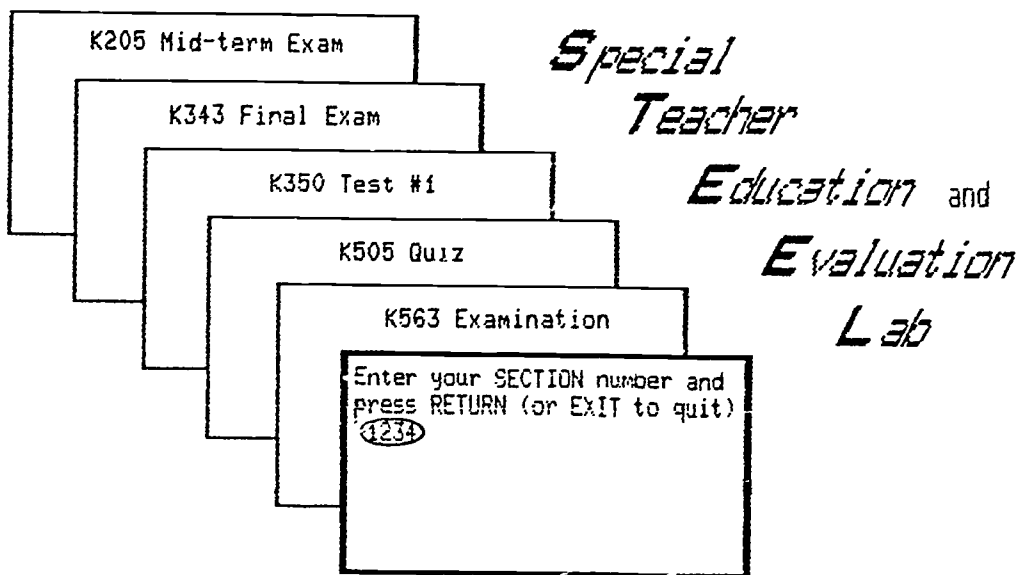 K205 Mid-term Exam
K343 Final Exam
K350 Test #1
K505 Quiz
K563 Examination
Enter your SECTION number and
press RETURN (or EXIT to quit)
1234
Special
Teacher
Education and
Evaluation
Lab